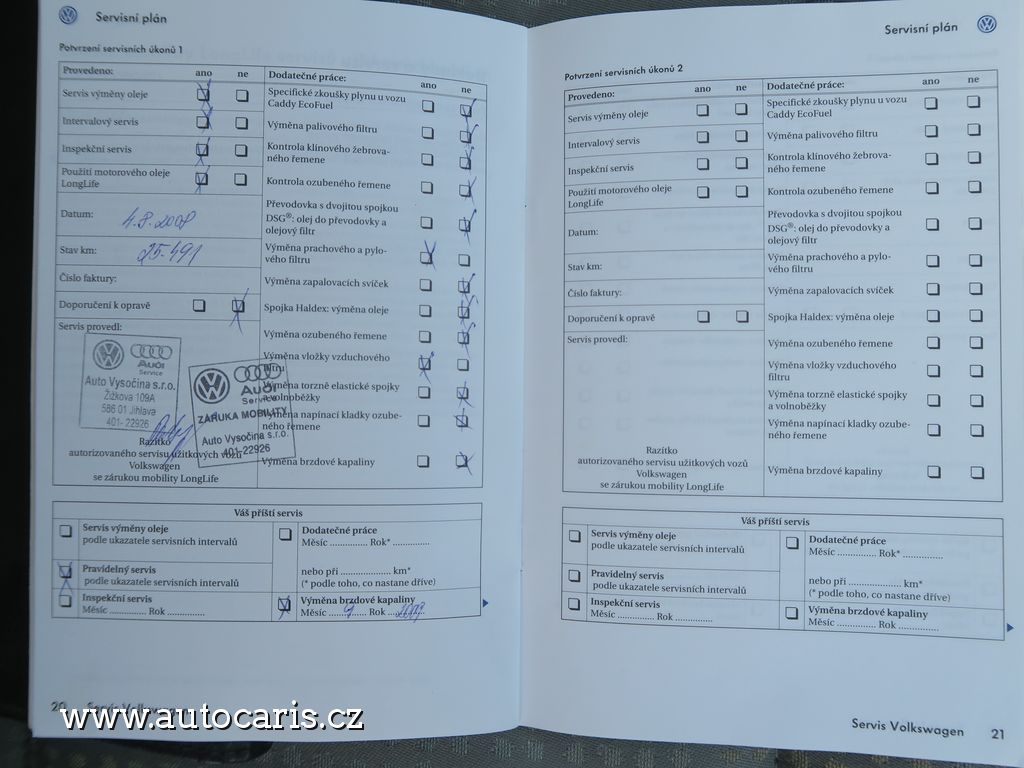 Servisní plán
Potvrzení servisních úkonů 1
Provedeno: ano ne
Servis výměny oleje
Intervalový servis
Inspekční servis
Použití motorového oleje
LongLife
Datum: 4.8.2008
Stav km: 25-491
Číslo faktury:
Doporučení k opravě
Servis provedl:
Audi
Service
Auto Vysočina s.r.o.
Žižkova 109A
586 01 Jihlava
401- 22926
Audi
Service
ZÁRUKA MOBILITY
Auto Vysočina s.r.o.
401-22926
Razítko
autorizovaného servisu užitkových vozů
Volkswagen
se zárukou mobility LongLife
Dodatečné práce: ano ne
Specifické zkoušky plynu u vozu
Caddy EcoFuel
Výměna palivového filtru
Kontrola klínového žebrova-
ného řemene
Kontrola ozubeného řemene
Převodovka s dvojitou spojkou
DSG®: olej do převodovky a
olejový filtr
Výměna prachového a pylo-
vého filtru
Výměna zapalovacích svíček
Spojka Haldex: výměna oleje
Výměna ozubeného řemene
Výměna vložky vzduchového
filtru
Výměna torzně elastické spojky
a volnoběžky
Výměna napínací kladky ozube-
ného řemene
Výměna brzdové kapaliny
Váš příští servis
Servis výměny oleje
podle ukazatele servisních intervalů
Pravidelný servis
podle ukazatele servisních intervalů
Inspekční servis
Měsíc .............. Rok ..............
Dodatečné práce
Měsíc .............. Rok* ..............
nebo při ..................... km*
(* podle toho, co nastane dříve)
Výměna brzdové kapaliny
Měsíc 9 Rok 2009
20 Servis Volkswagen
www.autocaris.cz
Servisní plán
Potvrzení servisních úkonů 2
Provedeno: ano ne
Servis výměny oleje
Intervalový servis
Inspekční servis
Použití motorového oleje
LongLife
Datum:
Stav km:
Číslo faktury:
Doporučení k opravě
Servis provedl:
Razítko
autorizovaného servisu užitkových vozů
Volkswagen
se zárukou mobility LongLife
Dodatečné práce: ano ne
Specifické zkoušky plynu u vozu
Caddy EcoFuel
Výměna palivového filtru
Kontrola klínového žebrova-
ného řemene
Kontrola ozubeného řemene
Převodovka s dvojitou spojkou
DSG®: olej do převodovky a
olejový filtr
Výměna prachového a pylo-
vého filtru
Výměna zapalovacích svíček
Spojka Haldex: výměna oleje
Výměna ozubeného řemene
Výměna vložky vzduchového
filtru
Výměna torzně elastické spojky
a volnoběžky
Výměna napínací kladky ozube-
ného řemene
Výměna brzdové kapaliny
Váš příští servis
Servis výměny oleje
podle ukazatele servisních intervalů
Pravidelný servis
podle ukazatele servisních intervalů
Inspekční servis
Měsíc .............. Rok ..............
Dodatečné práce
Měsíc .............. Rok* ..............
nebo při ..................... km*
(* podle toho, co nastane dříve)
Výměna brzdové kapaliny
Měsíc .............. Rok ..............
Servis Volkswagen 21